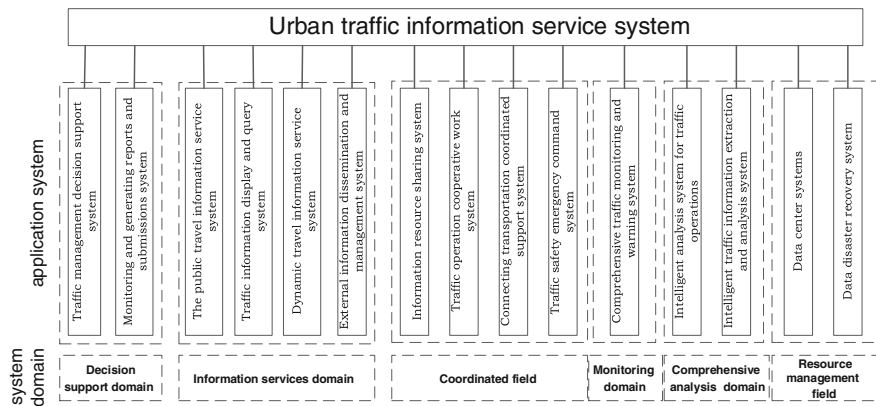 Urban traffic information service system
application system
Traffic management decision support
system
Monitoring and generating reports and
submissions system
The public travel information service
system
Traffic information display and query
system
Dynamic travel information service
system
External information dissemination and
management system
Information resource sharing system
Traffic operation cooperative work
system
Connecting transportation coordinated
support system
Traffic safety emergency command
system
Comprehensive traffic monitoring and
warning system
Intelligent analysis system for traffic
operations
Intelligent traffic information extraction
and analysis system
Data center systems
Data disaster recovery system
system
domain
Decision
support domain
Information services domain
Coordinated field
Monitoring
domain
Comprehensive
analysis domain
Resource
management
field